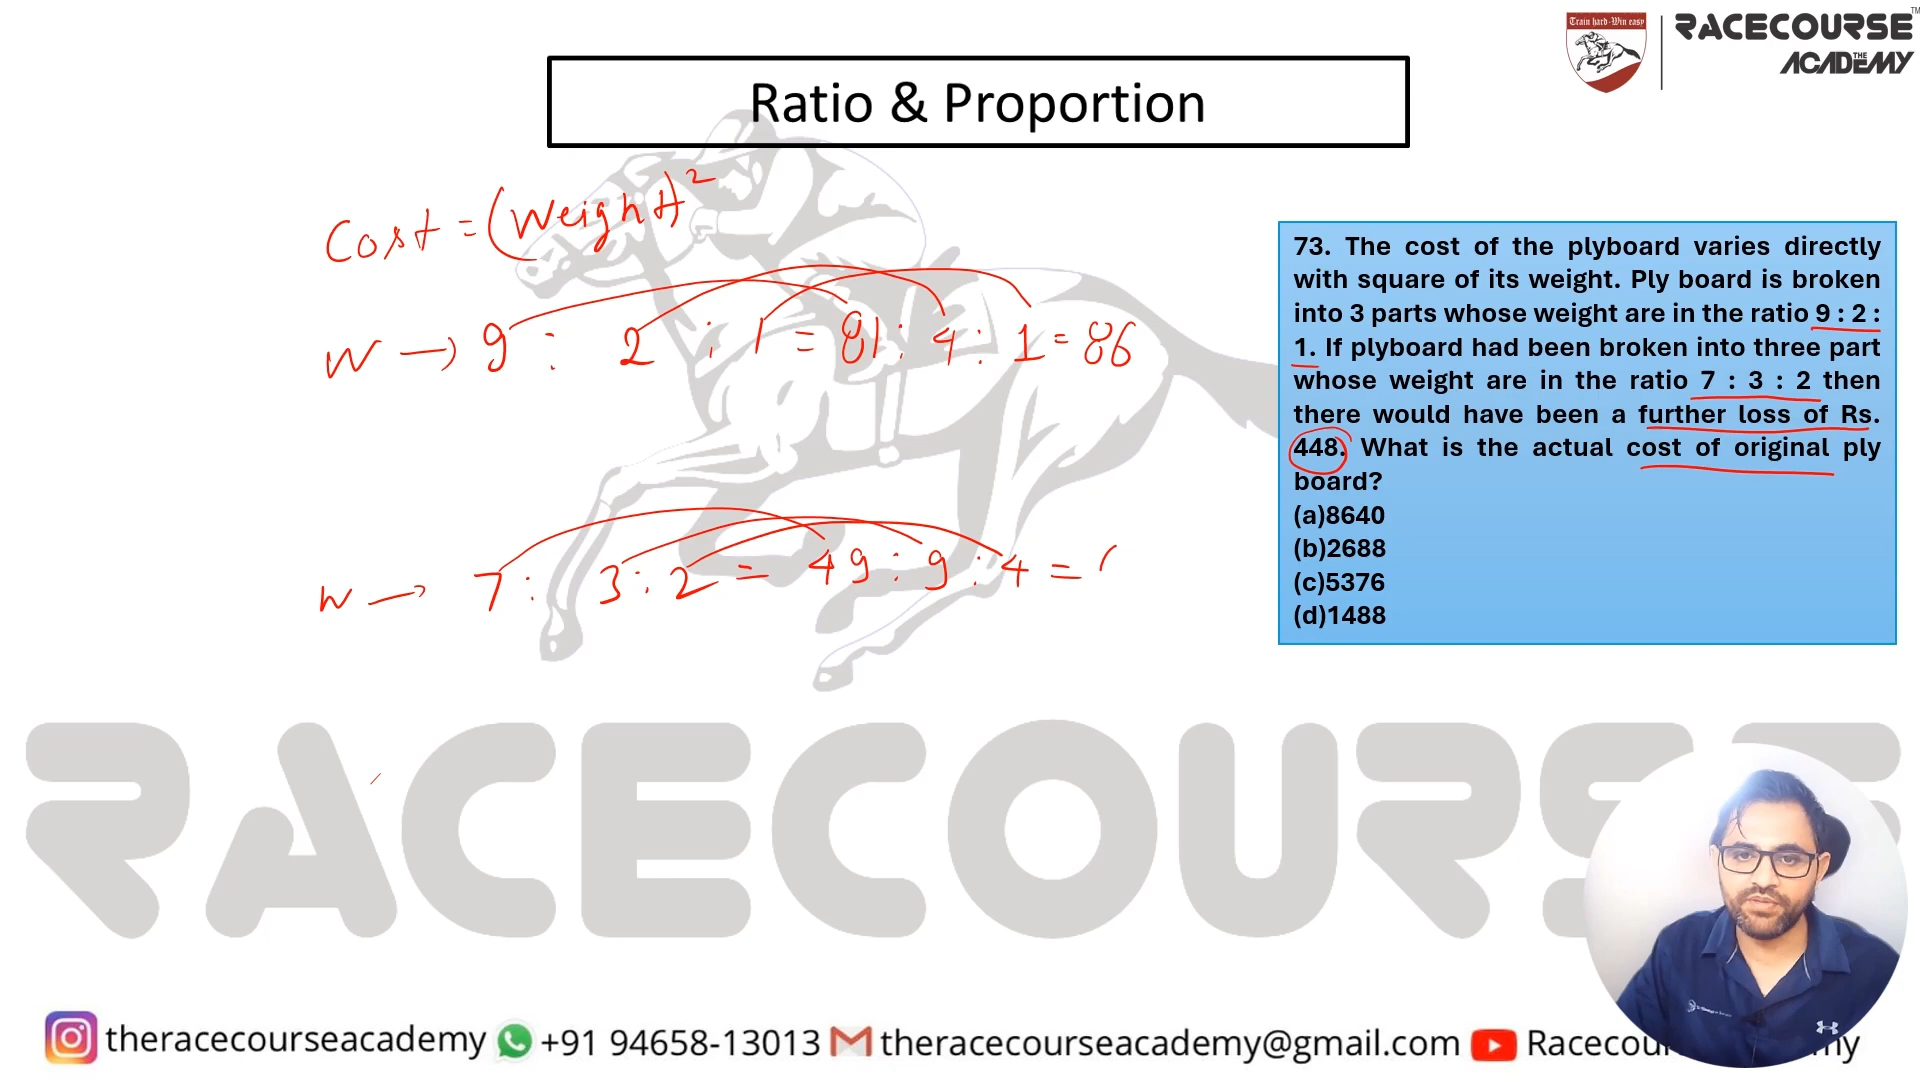 Train hard-Win easy
RACECOURSE
TM
THE
ACADEMY
Ratio & Proportion
Cost = (Weight)²
W → 9 : 2 : 1 = 81 : 4 : 1 = 86
W → 7 : 3 : 2 = 49 : 9 : 4 = (
73. The cost of the plyboard varies directly
with square of its weight. Ply board is broken
into 3 parts whose weight are in the ratio 9 : 2 :
1. If plyboard had been broken into three part
whose weight are in the ratio 7 : 3 : 2 then
there would have been a further loss of Rs.
448. What is the actual cost of original ply
board?
(a)8640
(b)2688
(c)5376
(d)1488
RACECOURSE
theracecourseacademy
+91 94658-13013
theracecourseacademy@gmail.com